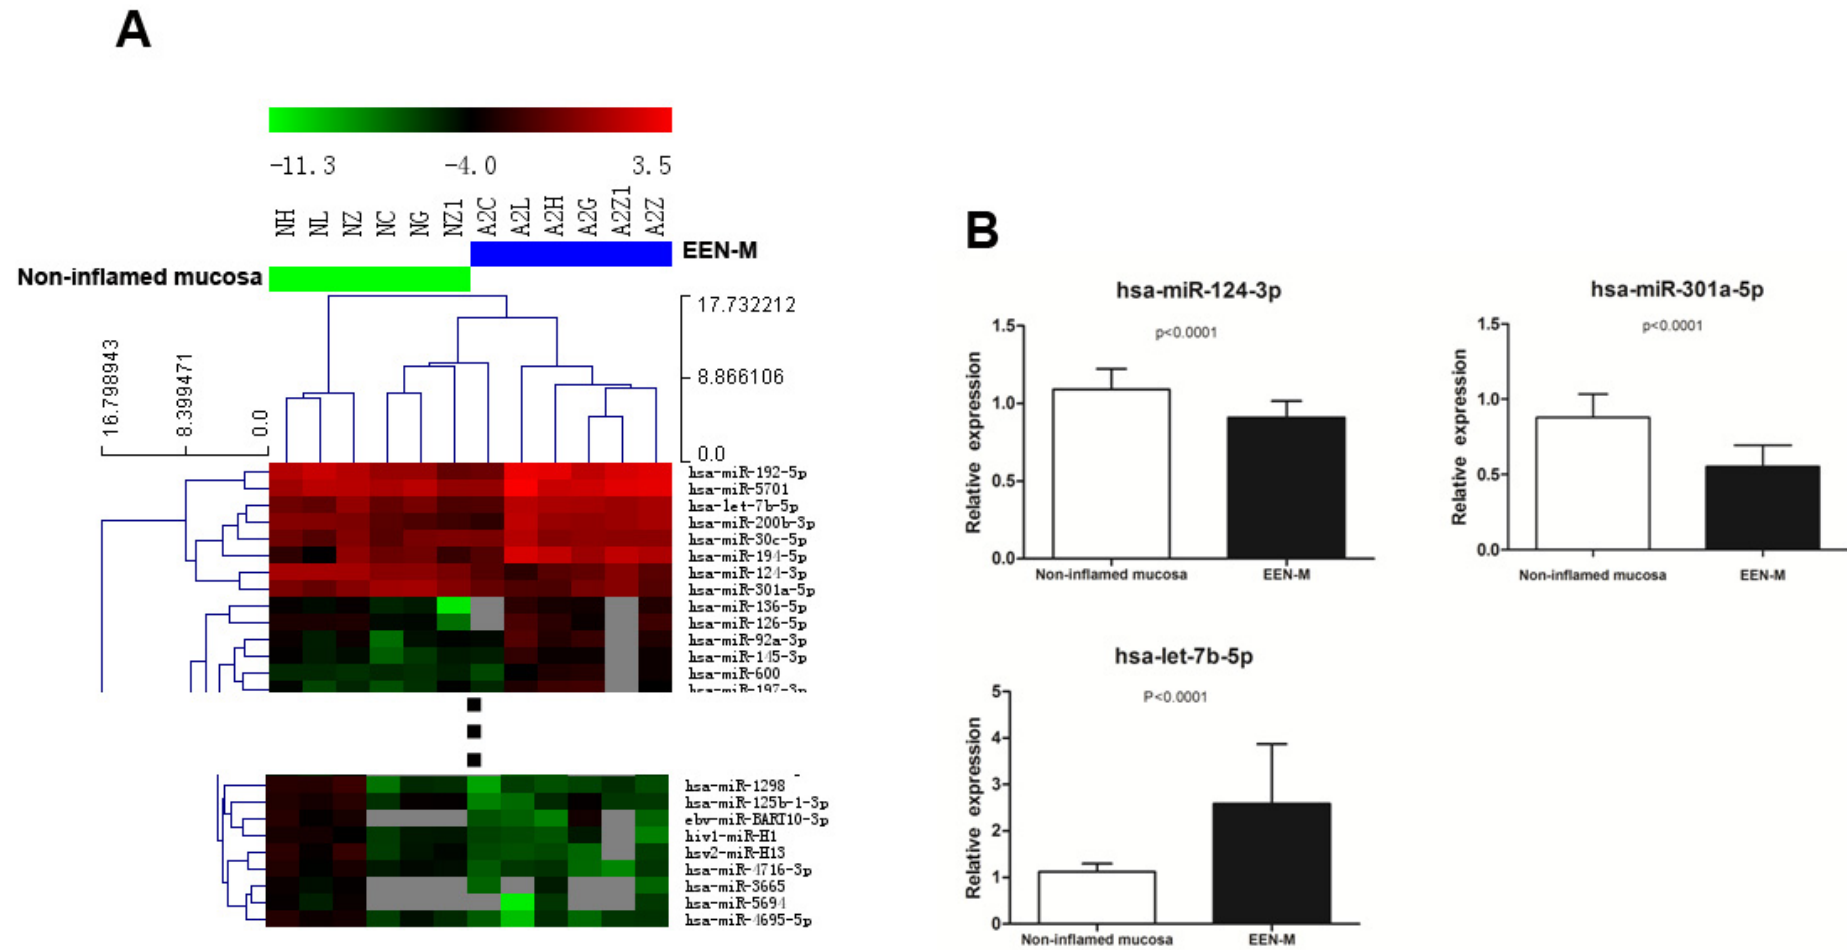 A
-11.3 -4.0 3.5
NH NL NZ NC NG NZ1 A2C A2L A2H A2G A2Z1 A2Z
EEN-M
Non-inflamed mucosa
17.732212
8.866106
0.0
16.798943 8.399471 0.0
hsa-miR-192-5p
hsa-miR-5701
hsa-let-7b-5p
hsa-miR-200b-3p
hsa-miR-30c-5p
hsa-miR-194-5p
hsa-miR-124-3p
hsa-miR-301a-5p
hsa-miR-136-5p
hsa-miR-126-5p
hsa-miR-92a-3p
hsa-miR-145-3p
hsa-miR-600
hsa-miR-197-3p
hsa-miR-1298
hsa-miR-125b-1-3p
ebv-miR-BART10-3p
hiv1-miR-H1
hsv2-miR-H13
hsa-miR-4716-3p
hsa-miR-3665
hsa-miR-5694
hsa-miR-4695-5p
B
hsa-miR-124-3p
p<0.0001
Relative expression
1.5
1.0
0.5
0.0
Non-inflamed mucosa EEN-M
hsa-miR-301a-5p
p<0.0001
Relative expression
1.5
1.0
0.5
0.0
Non-inflamed mucosa EEN-M
hsa-let-7b-5p
P<0.0001
Relative expression
5
4
3
2
1
0
Non-inflamed mucosa EEN-M